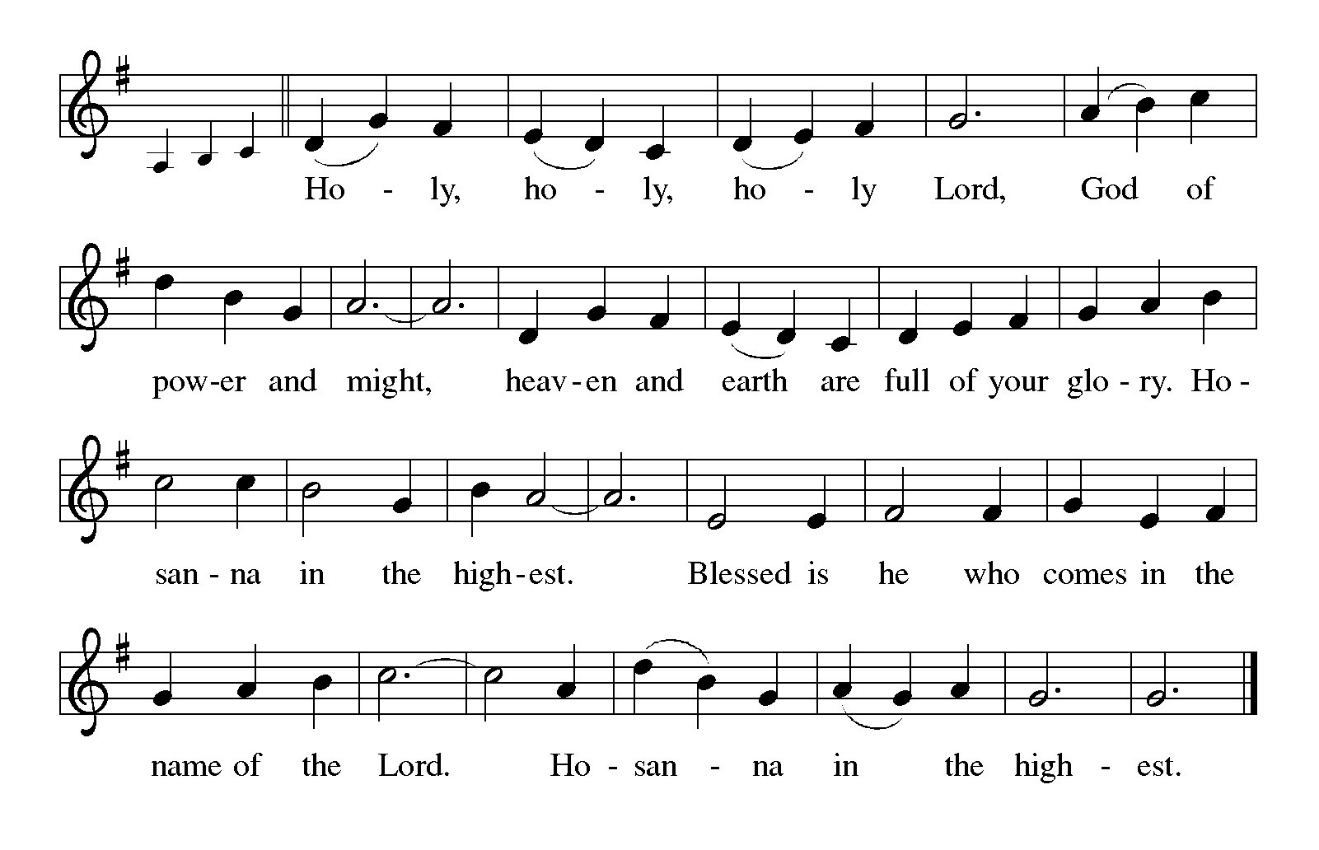 Ho - ly, ho - ly, ho - ly Lord, God of
pow-er and might, heav-en and earth are full of your glo - ry. Ho -
san - na in the high-est. Blessed is he who comes in the
name of the Lord. Ho - san - na in the high - est.